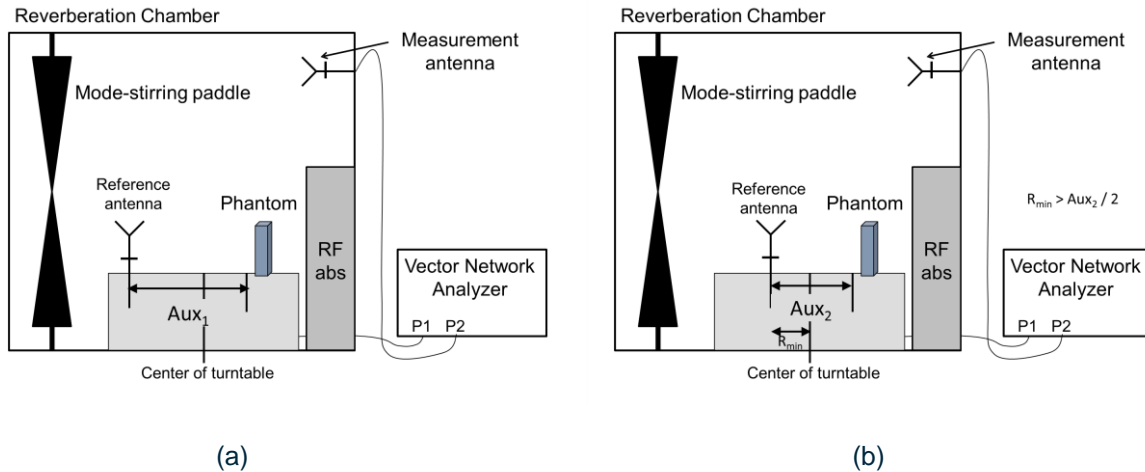 Reverberation Chamber
Measurement
antenna
Mode-stirring paddle
Reference
antenna
Phantom
RF
abs
Vector Network
Analyzer
Aux₁
P1 P2
Center of turntable
(a)
Reverberation Chamber
Measurement
antenna
Mode-stirring paddle
Reference
antenna
Phantom
R_min > Aux₂ / 2
RF
abs
Vector Network
Analyzer
Aux₂
P1 P2
R_min
Center of turntable
(b)